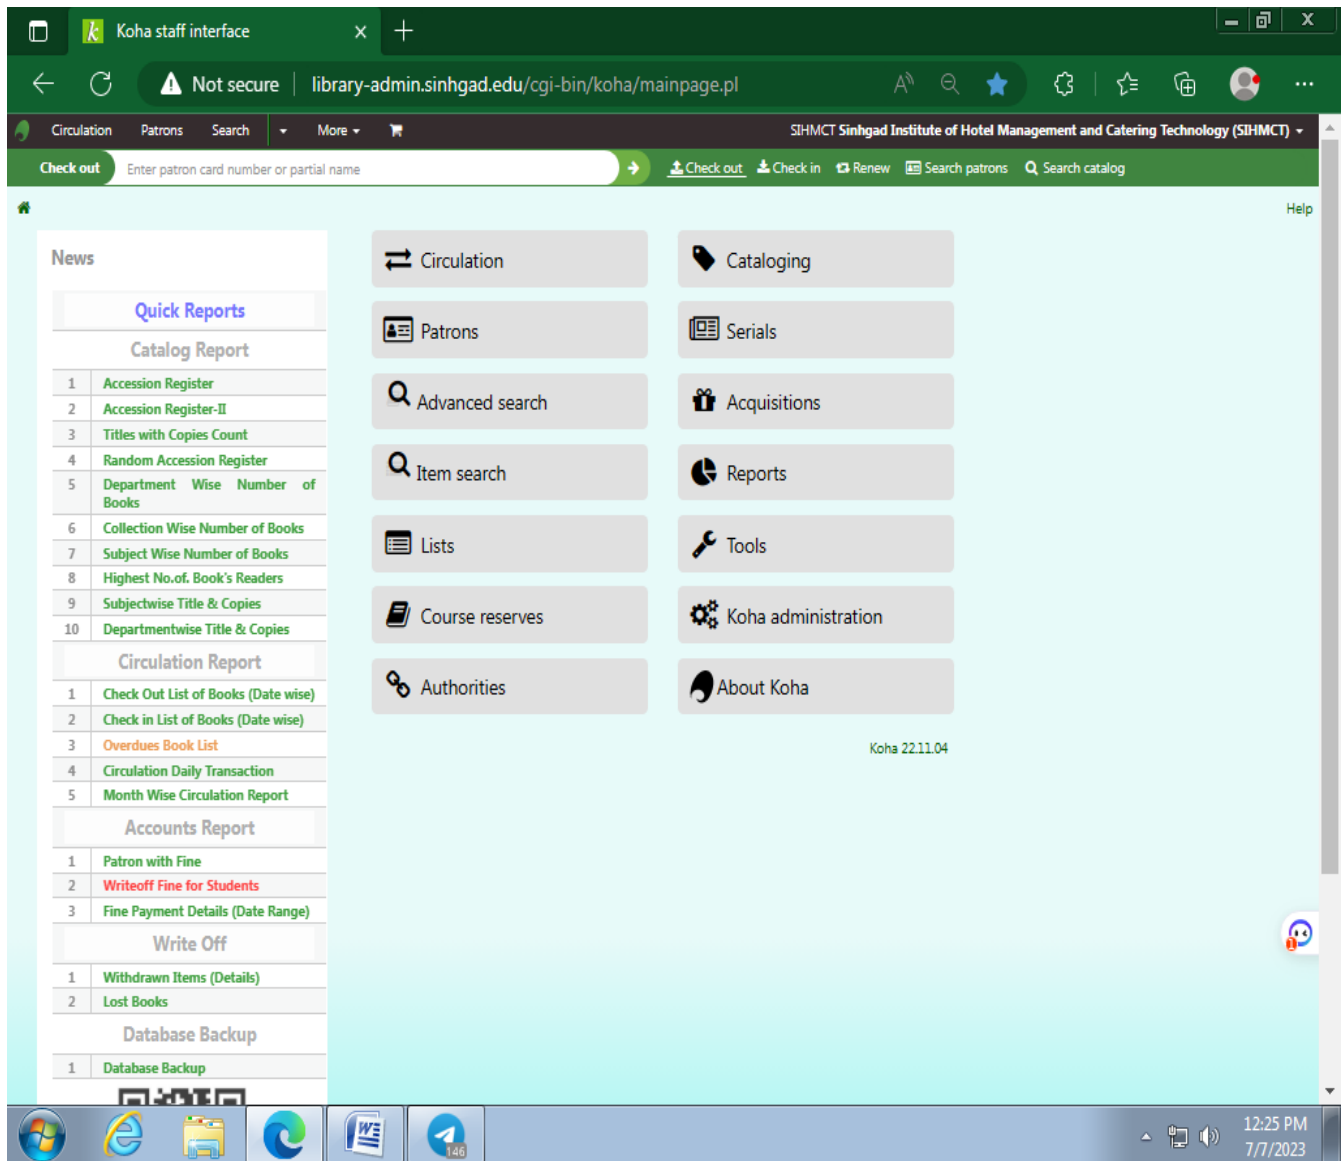 Koha staff interface
Not secure library-admin.sinhgad.edu/cgi-bin/koha/mainpage.pl
Circulation Patrons Search More SIHMCT Sinhgad Institute of Hotel Management and Catering Technology (SIHMCT)
Check out Enter patron card number or partial name Check out Check in Renew Search patrons Search catalog
Help
News
Quick Reports
Catalog Report
1 Accession Register
2 Accession Register-II
3 Titles with Copies Count
4 Random Accession Register
5 Department Wise Number of
Books
6 Collection Wise Number of Books
7 Subject Wise Number of Books
8 Highest No.of. Book's Readers
9 Subjectwise Title & Copies
10 Departmentwise Title & Copies
Circulation Report
1 Check Out List of Books (Date wise)
2 Check in List of Books (Date wise)
3 Overdues Book List
4 Circulation Daily Transaction
5 Month Wise Circulation Report
Accounts Report
1 Patron with Fine
2 Writeoff Fine for Students
3 Fine Payment Details (Date Range)
Write Off
1 Withdrawn Items (Details)
2 Lost Books
Database Backup
1 Database Backup
Circulation
Patrons
Advanced search
Item search
Lists
Course reserves
Authorities
Cataloging
Serials
Acquisitions
Reports
Tools
Koha administration
About Koha
Koha 22.11.04
1
146
12:25 PM
7/7/2023